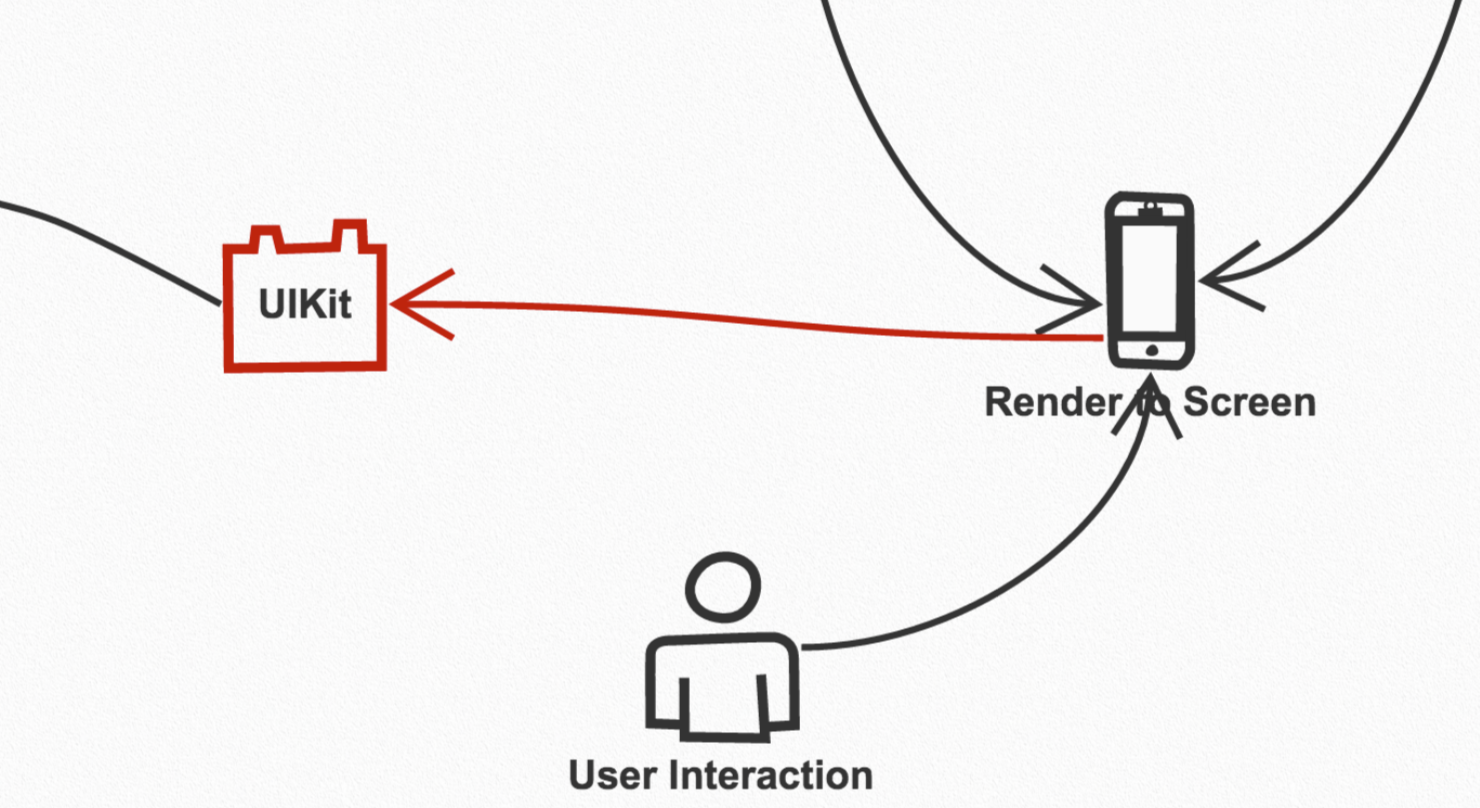 UIKit
Render to Screen
User Interaction